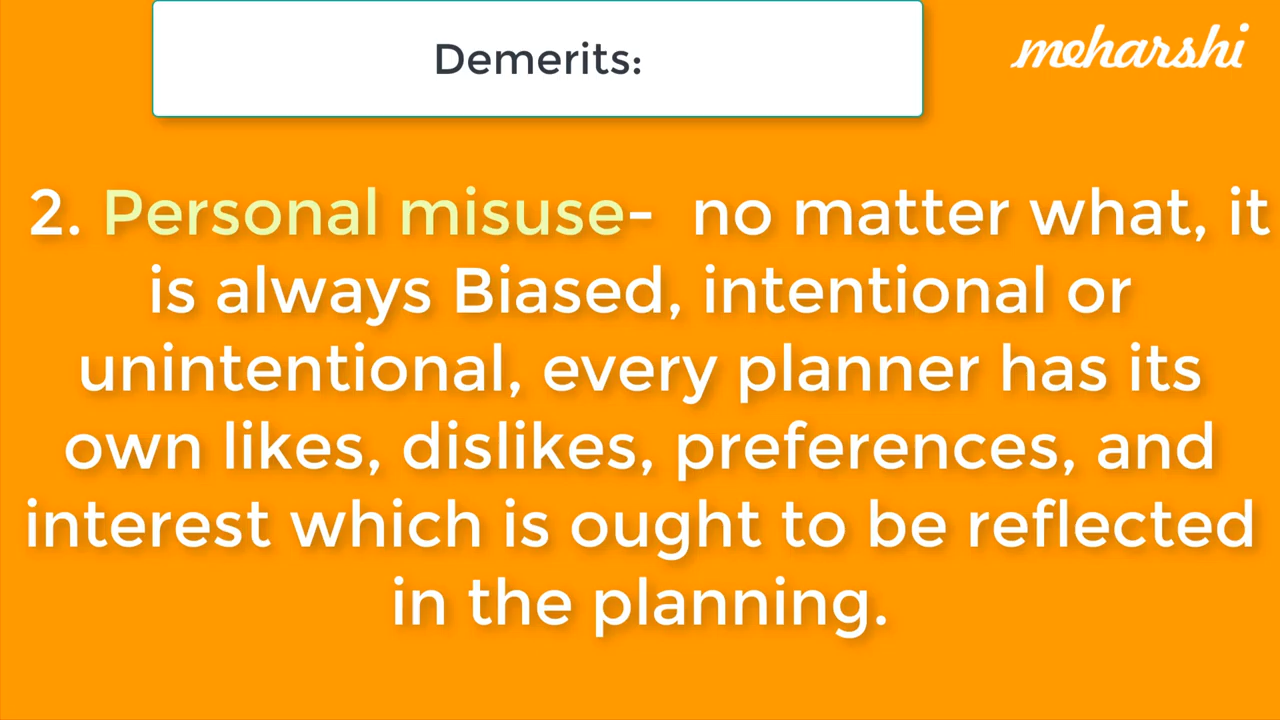 Demerits:
meharshi
2. Personal misuse- no matter what, it
is always Biased, intentional or
unintentional, every planner has its
own likes, dislikes, preferences, and
interest which is ought to be reflected
in the planning.